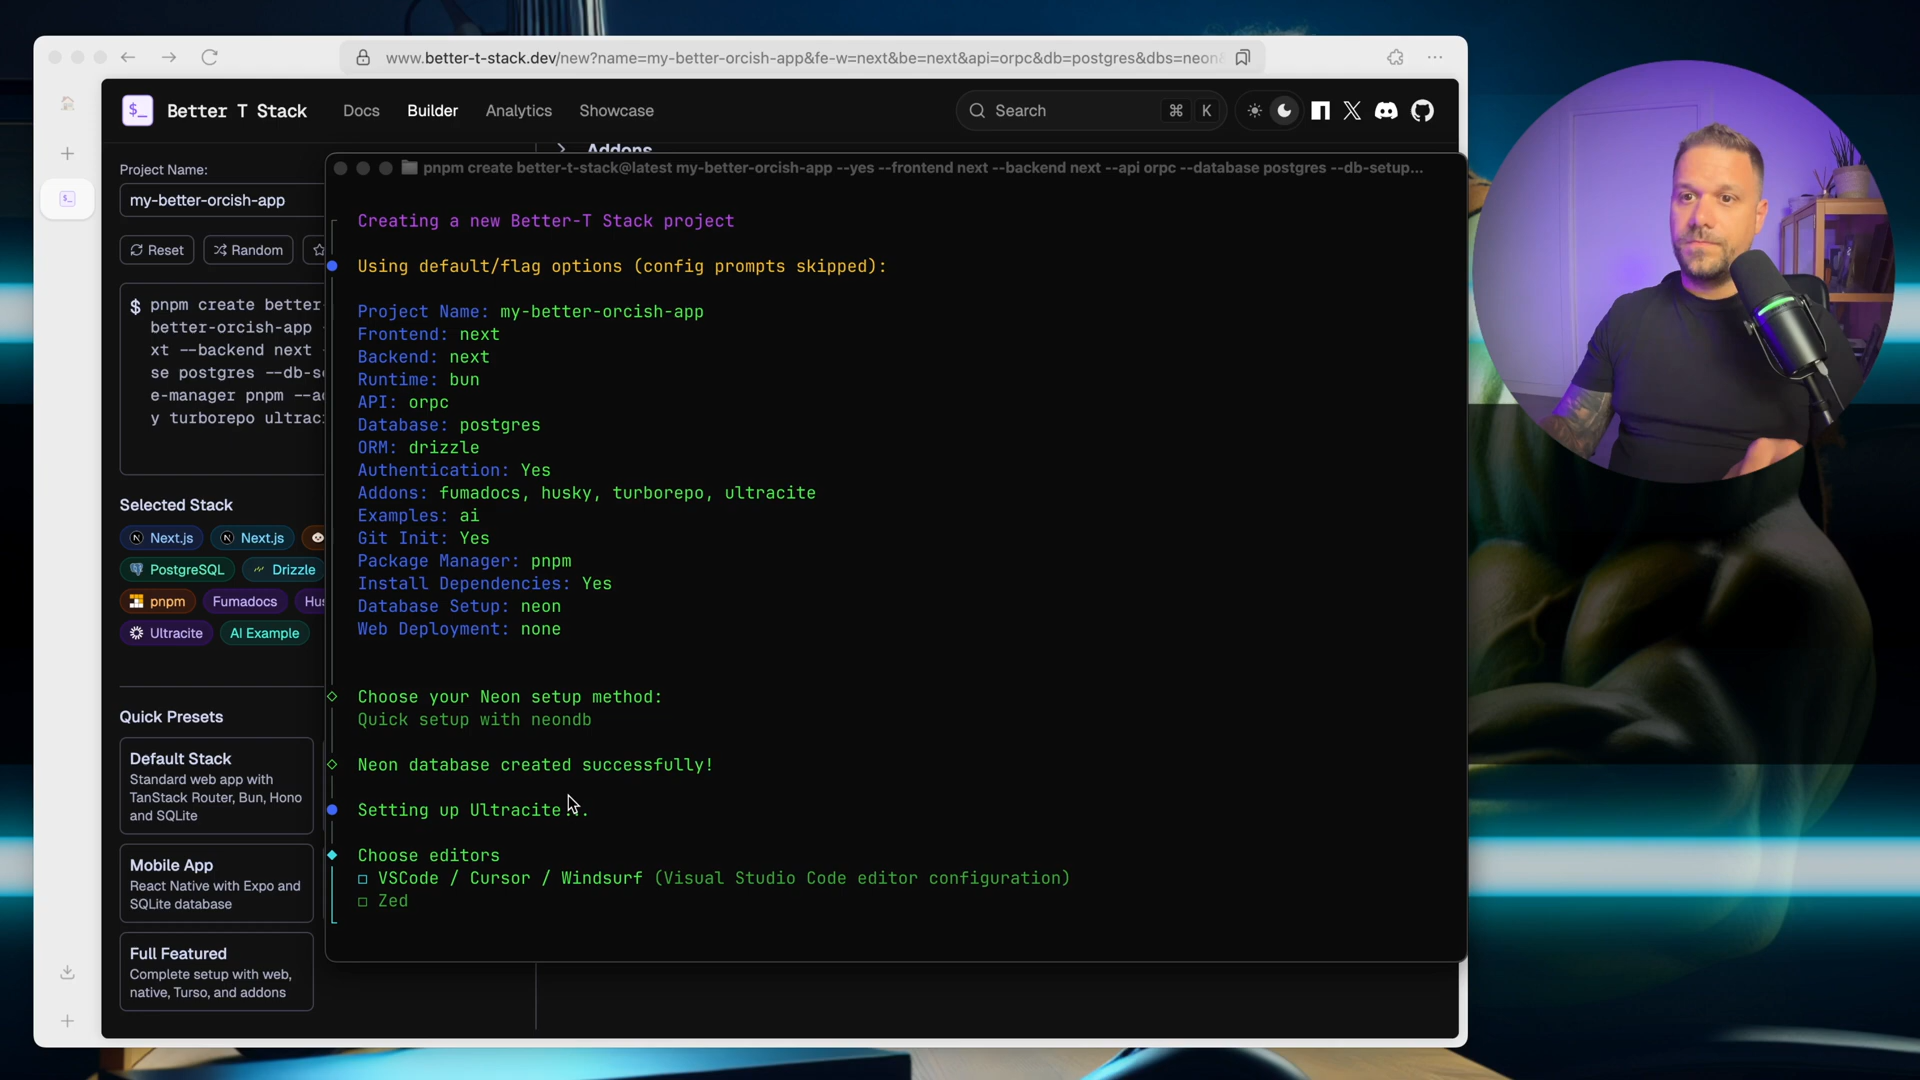 www.better-t-stack.dev/new?name=my-better-orcish-app&fe-w=next&be=next&api=orpc&db=postgres&dbs=neon&
$_ Better T Stack
Docs
Builder
Analytics
Showcase
Search
⌘ K
Addons
Project Name:
my-better-orcish-app
Reset
Random
$ pnpm create better-
better-orcish-app
xt --backend next
se postgres --db-s
e-manager pnpm --a
y turborepo ultrac
Selected Stack
Next.js
Next.js
PostgreSQL
Drizzle
pnpm
Fumadocs
Hus
Ultracite
AI Example
Quick Presets
Default Stack
Standard web app with
TanStack Router, Bun, Hono
and SQLite
Mobile App
React Native with Expo and
SQLite database
Full Featured
Complete setup with web,
native, Turso, and addons
pnpm create better-t-stack@latest my-better-orcish-app --yes --frontend next --backend next --api orpc --database postgres --db-setup...
Creating a new Better-T Stack project
Using default/flag options (config prompts skipped):
Project Name: my-better-orcish-app
Frontend: next
Backend: next
Runtime: bun
API: orpc
Database: postgres
ORM: drizzle
Authentication: Yes
Addons: fumadocs, husky, turborepo, ultracite
Examples: ai
Git Init: Yes
Package Manager: pnpm
Install Dependencies: Yes
Database Setup: neon
Web Deployment: none
Choose your Neon setup method:
Quick setup with neondb
Neon database created successfully!
Setting up Ultracite...
Choose editors
VSCode / Cursor / Windsurf (Visual Studio Code editor configuration)
Zed